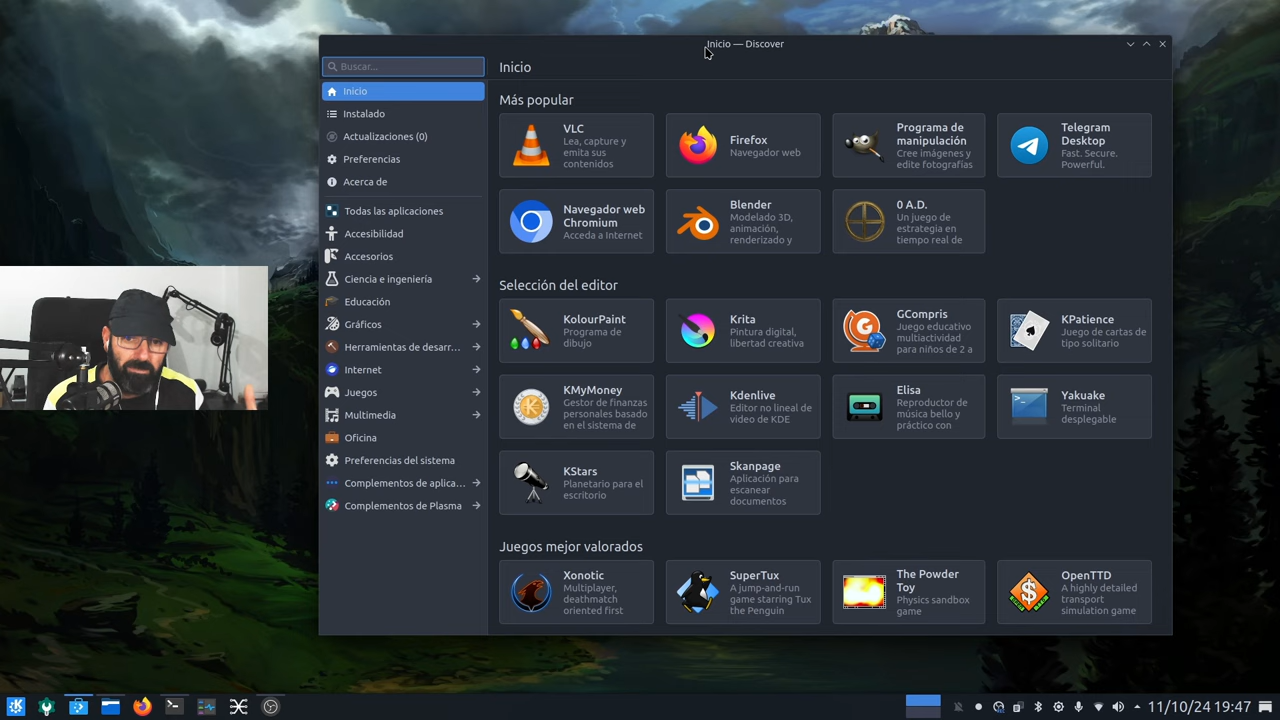 Inicio — Discover
Buscar...
Inicio
Instalado
Actualizaciones (0)
Preferencias
Acerca de
Todas las aplicaciones
Accesibilidad
Accesorios
Ciencia e ingeniería
Educación
Gráficos
Herramientas de desarr...
Internet
Juegos
Multimedia
Oficina
Preferencias del sistema
Complementos de aplica...
Complementos de Plasma
Inicio
Más popular
VLC
Lea, capture y
emita sus
contenidos
Firefox
Navegador web
Programa de
manipulación
Cree imágenes y
edite fotografías
Telegram
Desktop
Fast. Secure.
Powerful.
Navegador web
Chromium
Acceda a Internet
Blender
Modelado 3D,
animación,
renderizado y
0 A.D.
Un juego de
estrategia en
tiempo real de
Selección del editor
KolourPaint
Programa de
dibujo
Krita
Pintura digital,
libertad creativa
GCompris
Juego educativo
multiactividad
para niños de 2 a
KPatience
Juego de cartas de
tipo solitario
KMyMoney
Gestor de finanzas
personales basado
en el sistema de
Kdenlive
Editor no lineal de
video de KDE
Elisa
Reproductor de
música bello y
práctico con
Yakuake
Terminal
desplegable
KStars
Planetario para el
escritorio
Skanpage
Aplicación para
escanear
documentos
Juegos mejor valorados
Xonotic
Multiplayer,
deathmatch
oriented first
SuperTux
A jump-and-run
game starring Tux
the Penguin
The Powder
Toy
Physics sandbox
game
OpenTTD
A highly detailed
transport
simulation game
11/10/24 19:47